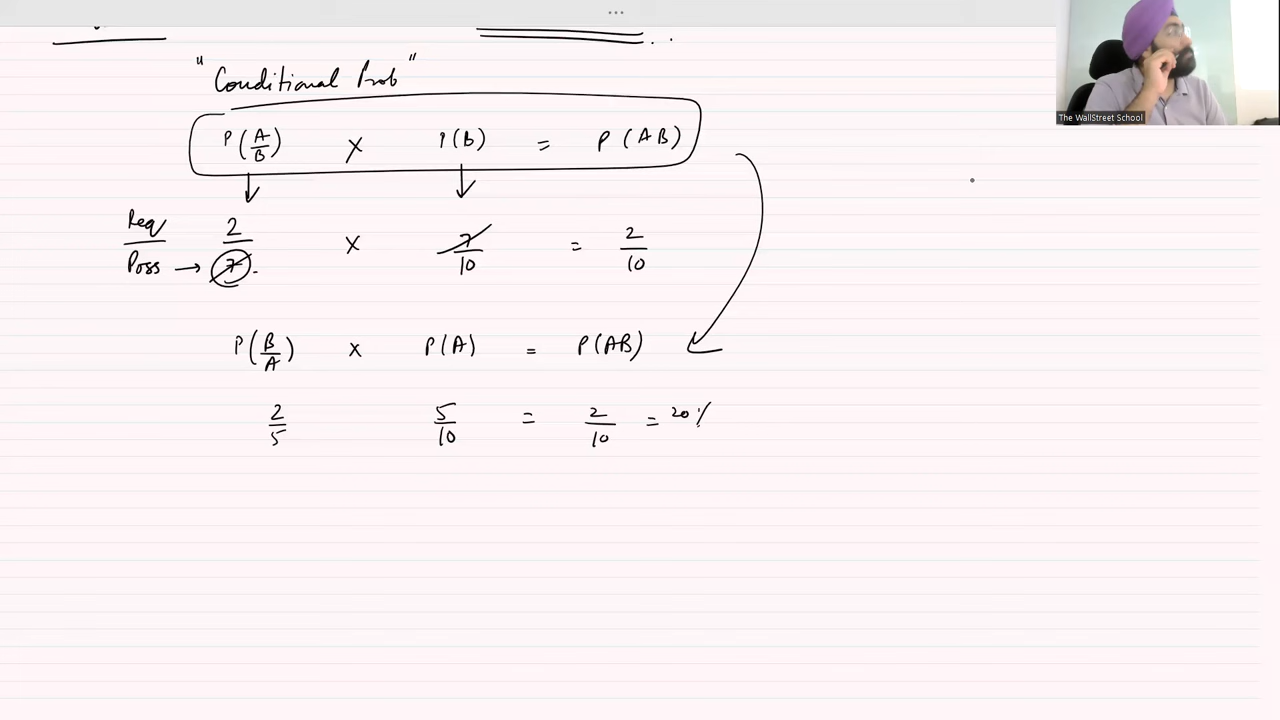 "Conditional Prob"
The WallStreet School
P(A/B) x P(B) = P(AB)
Req/Poss → 2/7 x 7/10 = 2/10
P(B/A) x P(A) = P(AB)
2/5 5/10 = 2/10 = 20%